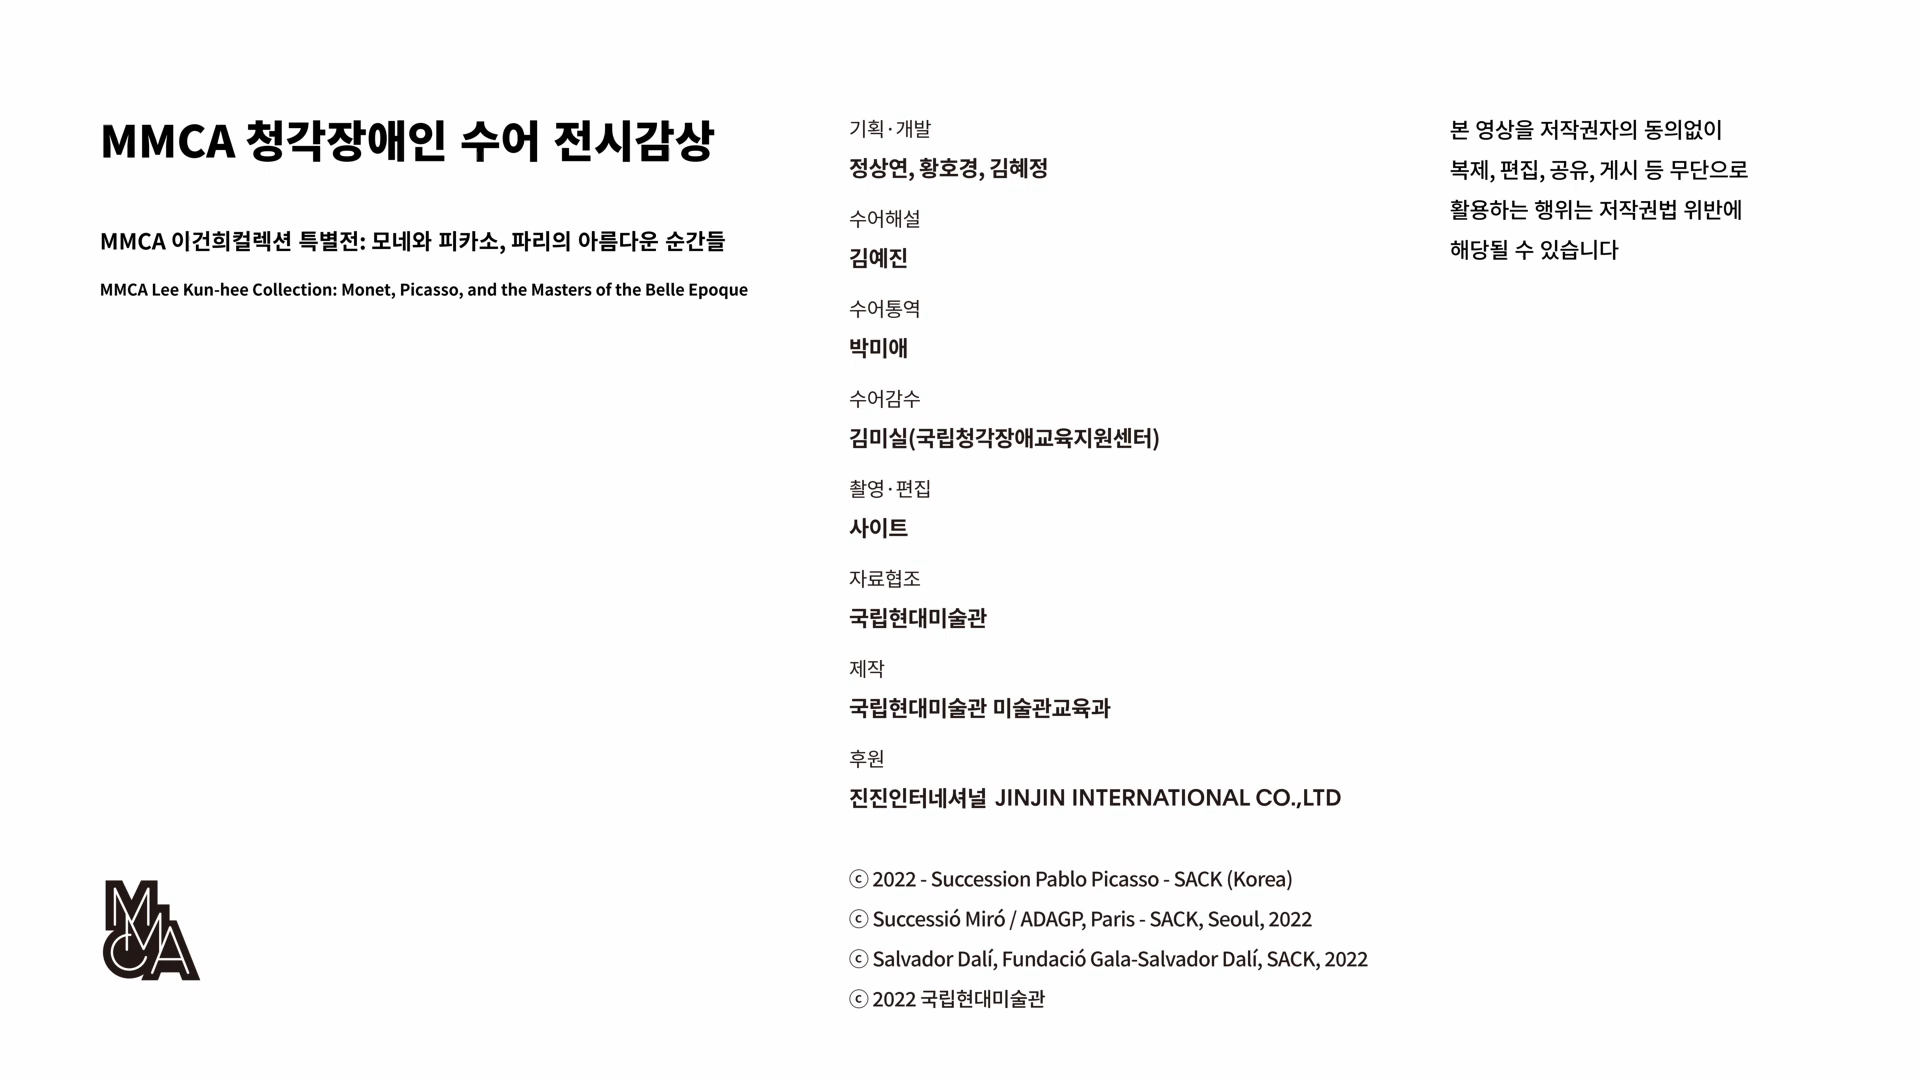 MMCA 청각장애인 수어 전시감상
MMCA 이건희컬렉션 특별전: 모네와 피카소, 파리의 아름다운 순간들
MMCA Lee Kun-hee Collection: Monet, Picasso, and the Masters of the Belle Epoque
기획·개발
정상연, 황호경, 김혜정
수어해설
김예진
수어통역
박미애
수어감수
김미실(국립청각장애교육지원센터)
촬영·편집
사이트
자료협조
국립현대미술관
제작
국립현대미술관 미술관교육과
후원
진진인터네셔널 JINJIN INTERNATIONAL CO.,LTD
ⓒ 2022 - Succession Pablo Picasso - SACK (Korea)
ⓒ Successió Miró / ADAGP, Paris - SACK, Seoul, 2022
ⓒ Salvador Dalí, Fundació Gala-Salvador Dalí, SACK, 2022
ⓒ 2022 국립현대미술관
본 영상을 저작권자의 동의없이
복제, 편집, 공유, 게시 등 무단으로
활용하는 행위는 저작권법 위반에
해당될 수 있습니다
MMCA